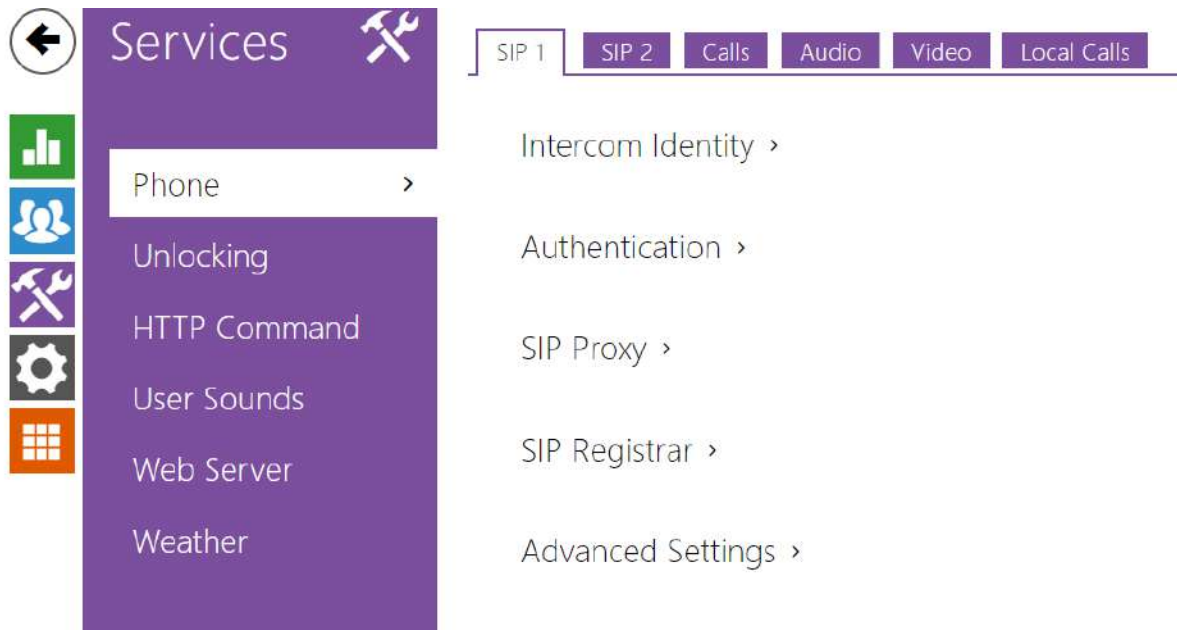 Services
Phone
Unlocking
HTTP Command
User Sounds
Web Server
Weather
SIP 1 SIP 2 Calls Audio Video Local Calls
Intercom Identity
Authentication
SIP Proxy
SIP Registrar
Advanced Settings